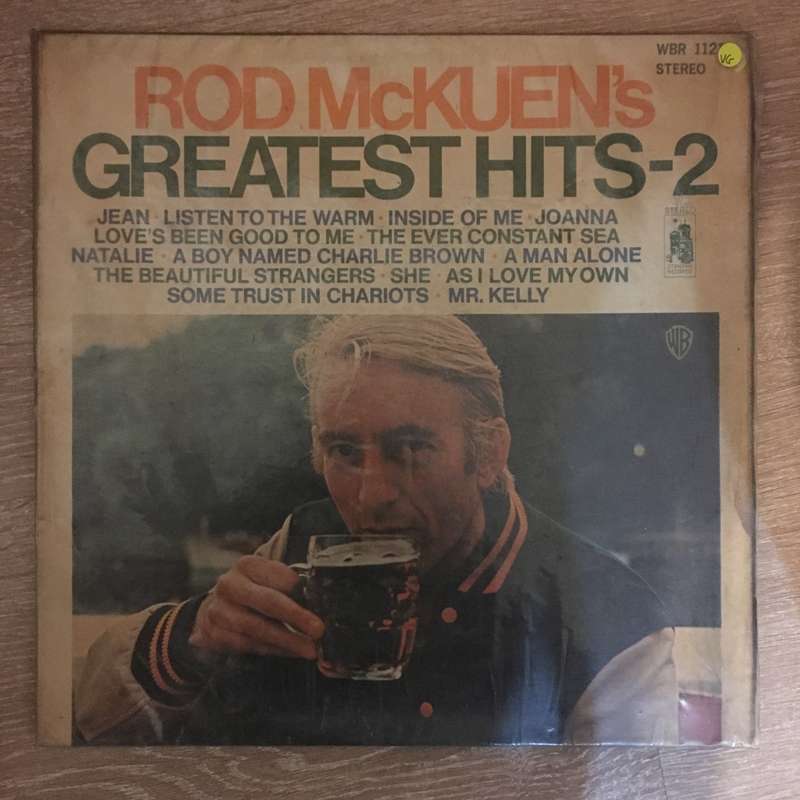 WBR 112
VG
STEREO
ROD McKUEN's
GREATEST HITS-2
JEAN · LISTEN TO THE WARM · INSIDE OF ME · JOANNA
LOVE'S BEEN GOOD TO ME · THE EVER CONSTANT SEA
NATALIE · A BOY NAMED CHARLIE BROWN · A MAN ALONE
THE BEAUTIFUL STRANGERS · SHE · AS I LOVE MY OWN
SOME TRUST IN CHARIOTS · MR. KELLY
STEREO
WB